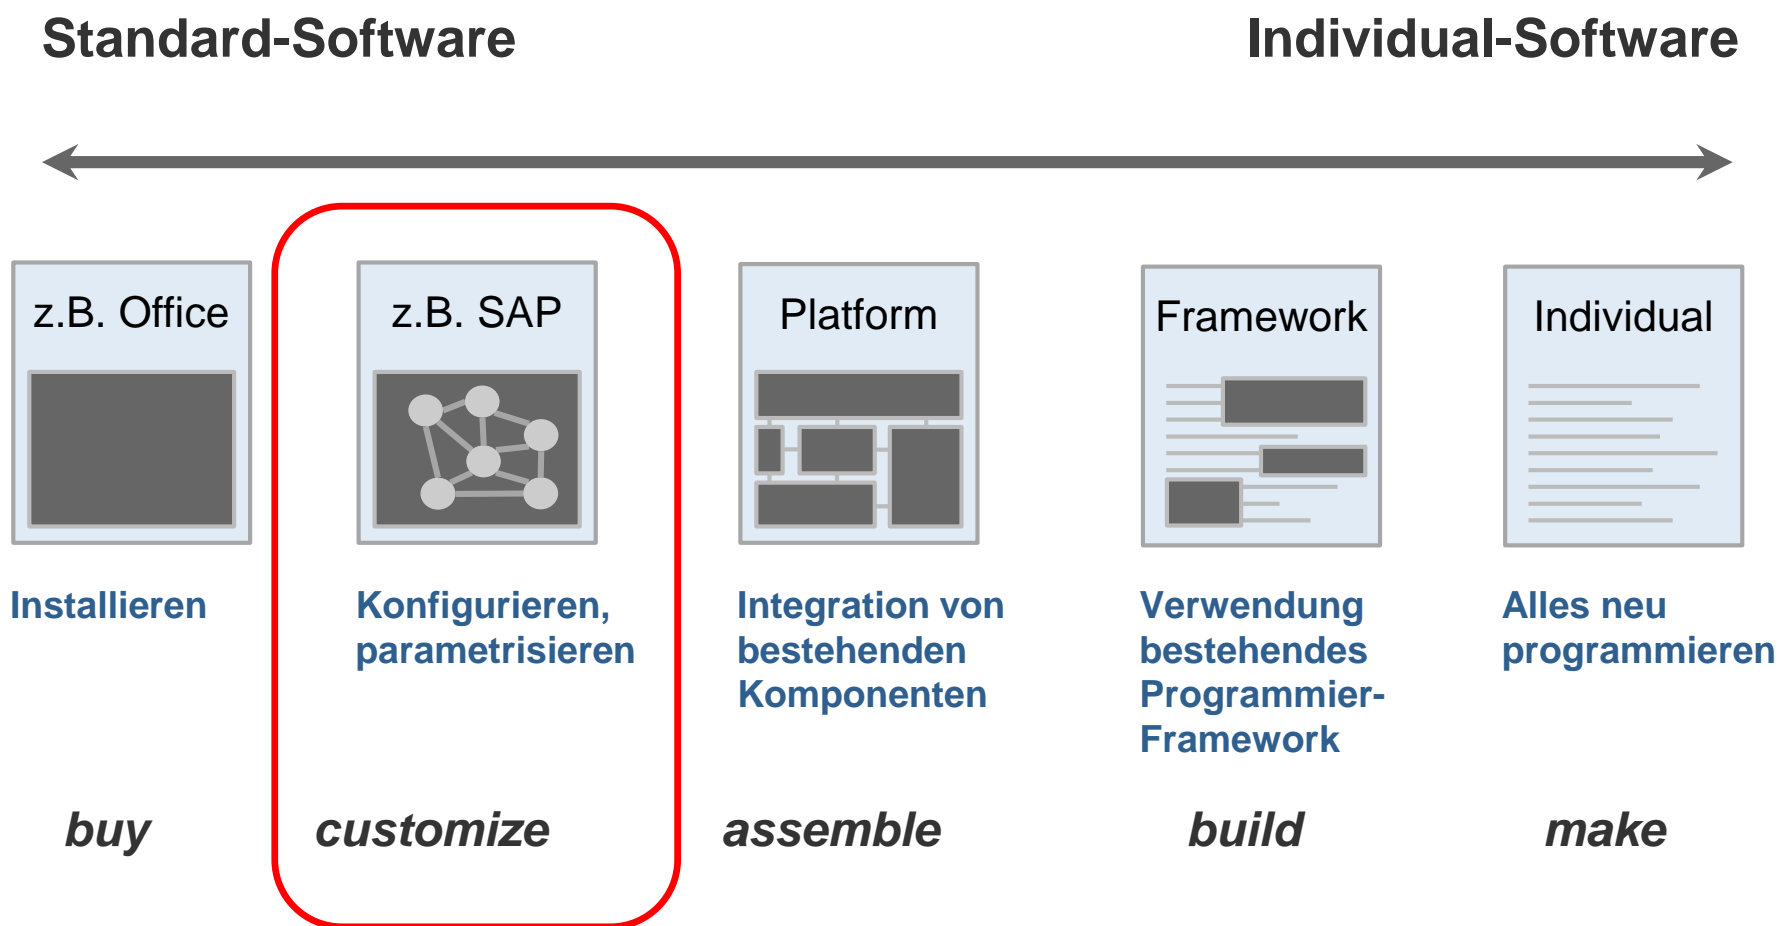 Standard-Software
Individual-Software
z.B. Office
z.B. SAP
Platform
Framework
Individual
Installieren
Konfigurieren,
parametrisieren
Integration von
bestehenden
Komponenten
Verwendung
bestehendes
Programmier-
Framework
Alles neu
programmieren
buy
customize
assemble
build
make